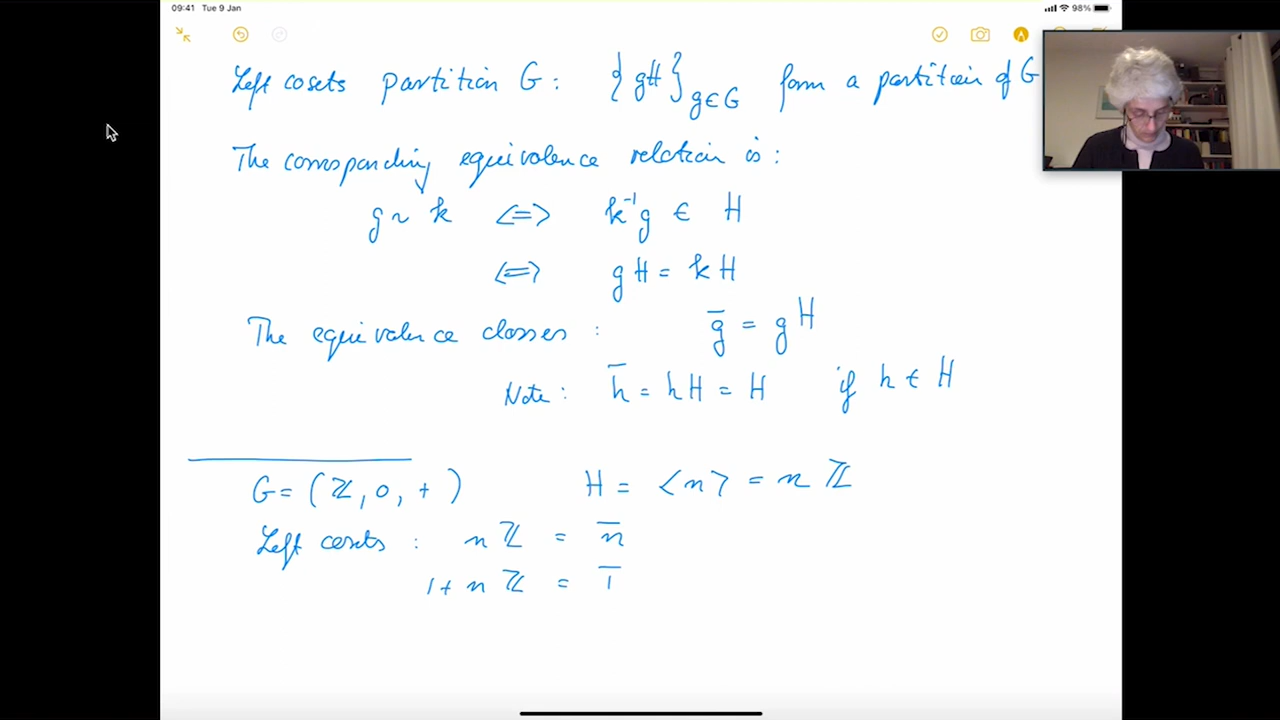 09:41 Tue 9 Jan 98%
Left cosets partition G : {gH}_{g∈G} form a partition of G
The corresponding equivalence relation is :
g ~ k <=> k⁻¹g ∈ H
<=> gH = kH
The equivalence classes : g̅ = gH
Note : h̅ = hH = H if h ∈ H
G = (ℤ, 0, +) H = <n> = nℤ
Left cosets : nℤ = n̅
1 + nℤ = 1̅